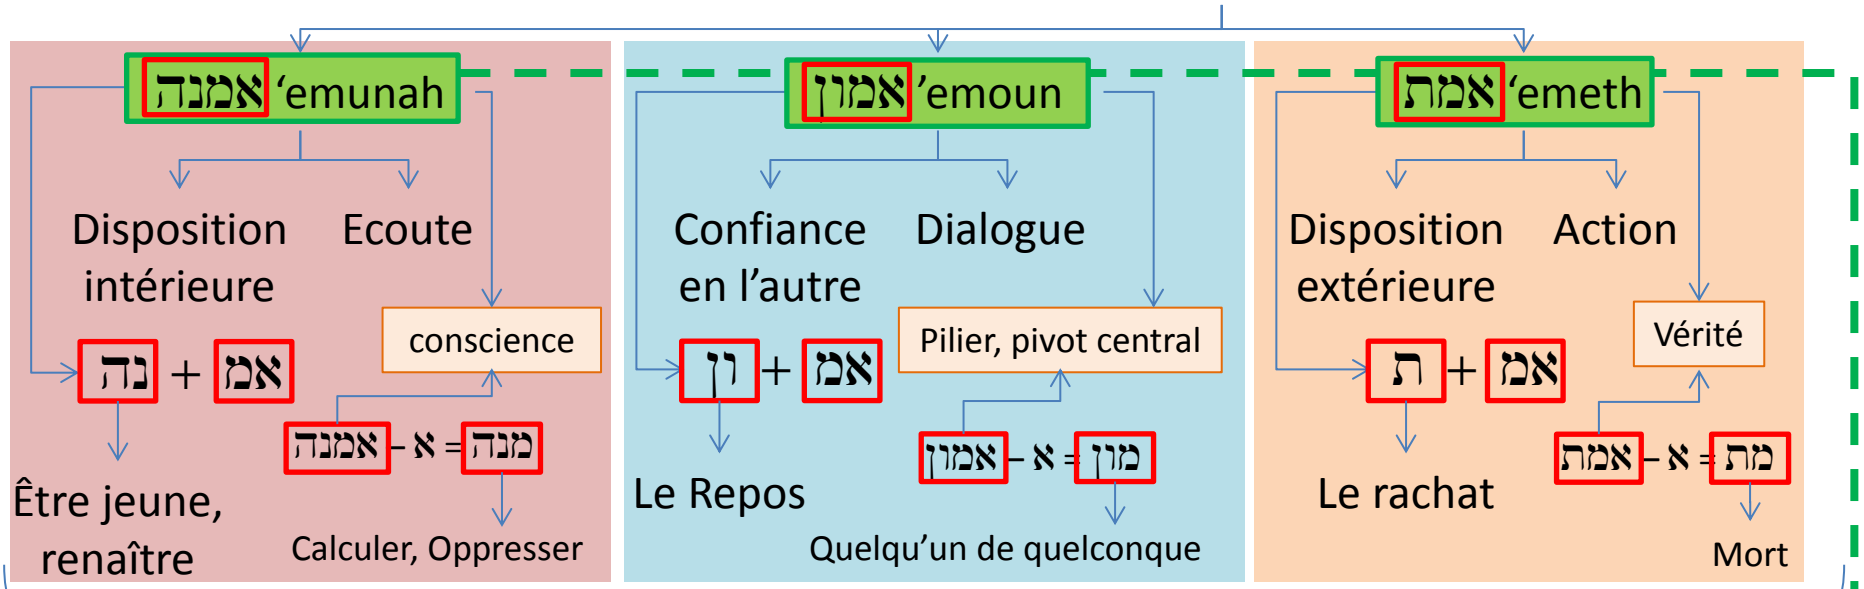 אמנה ‘emunah
Disposition
intérieure
Ecoute
conscience
נה + אמ
אמנה – א = מנה
Être jeune,
renaître
Calculer, Oppresser
אמון ’emoun
Confiance
en l’autre
Dialogue
Pilier, pivot central
ון + אמ
אמון – א = מון
Le Repos
Quelqu’un de quelconque
אמת ‘emeth
Disposition
extérieure
Action
Vérité
ת + אמ
אמת – א = מת
Le rachat
Mort